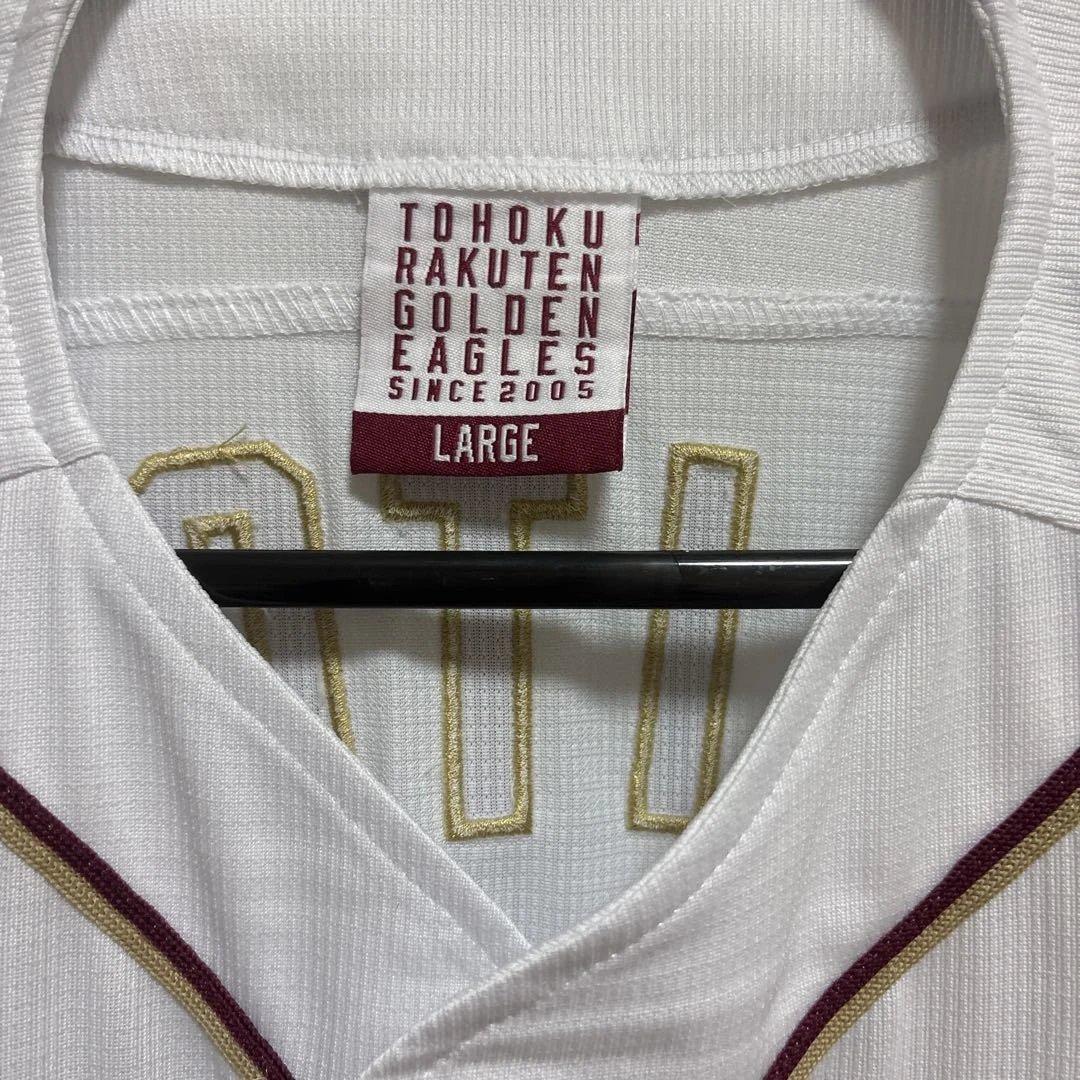 TOHOKU
RAKUTEN
GOLDEN
EAGLES
SINCE 2005
LARGE